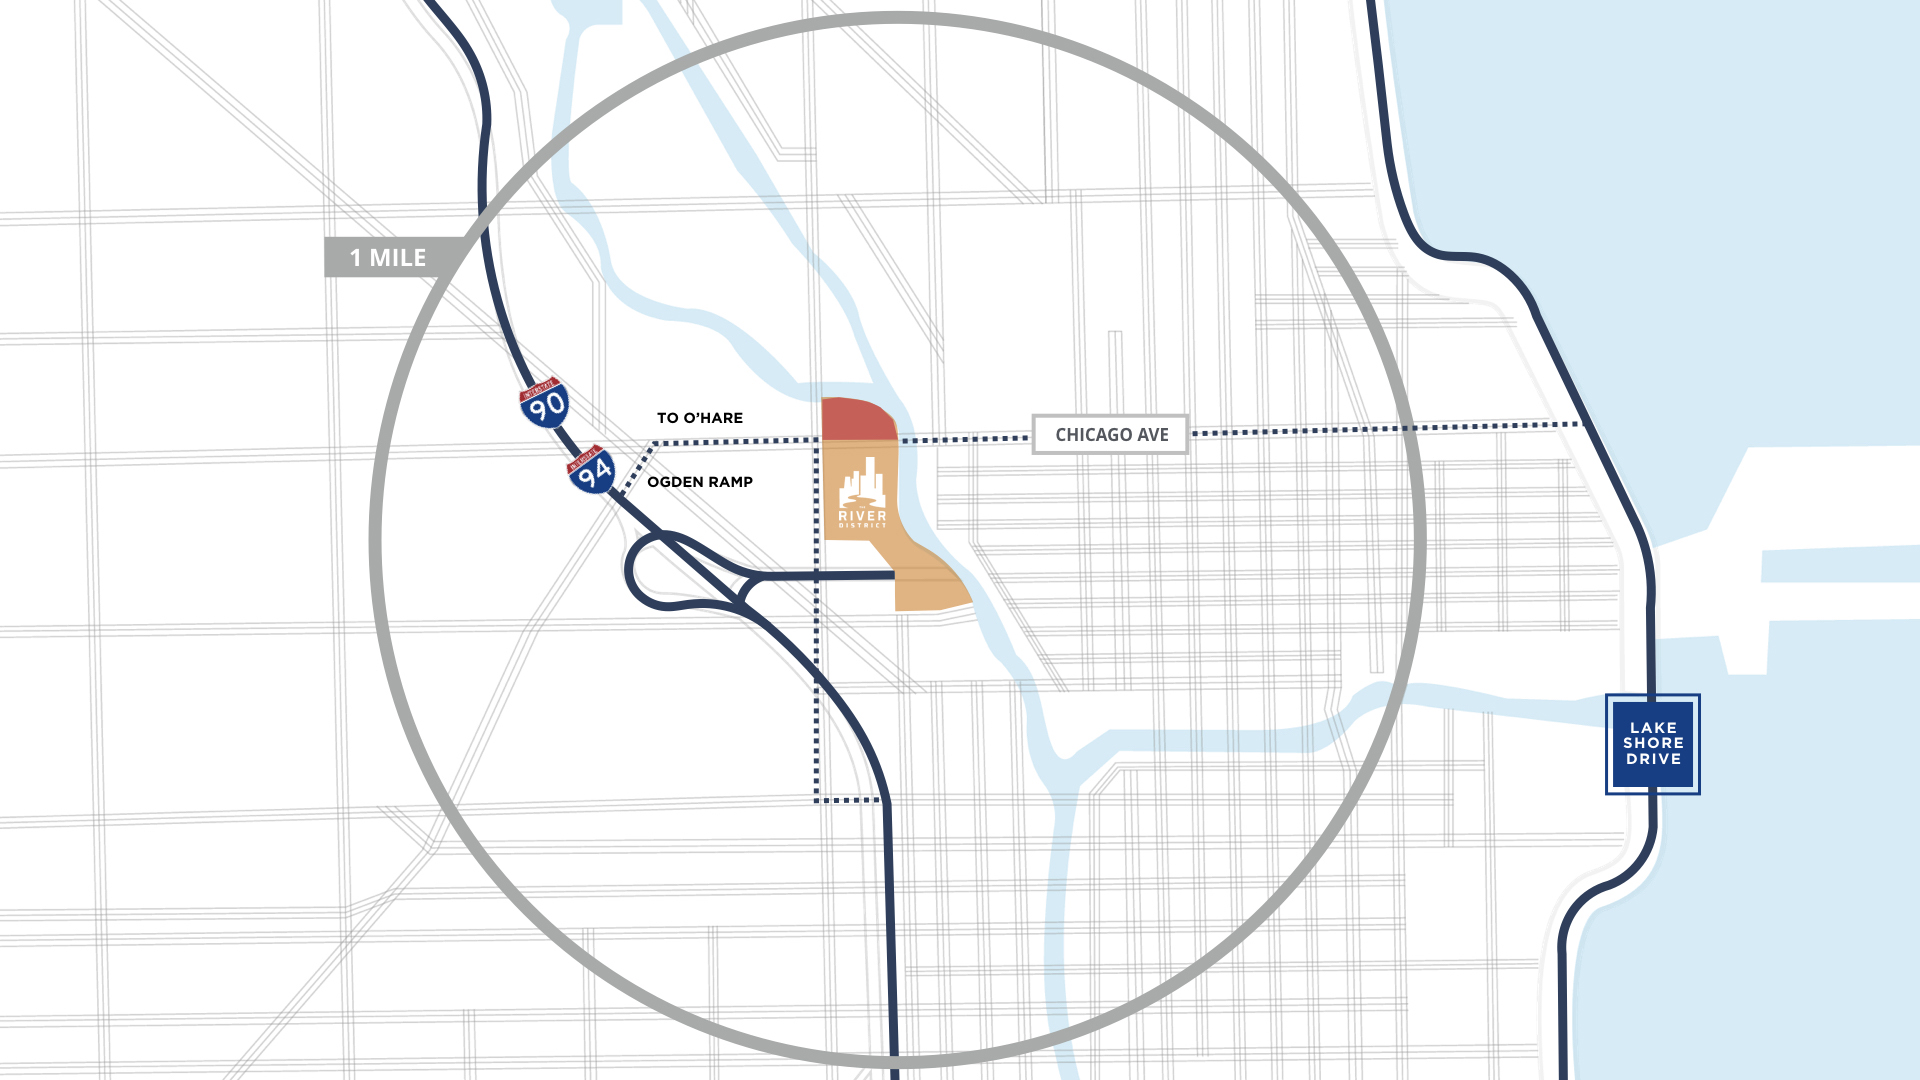 1 MILE
INTERSTATE
90
TO O'HARE
CHICAGO AVE
INTERSTATE
94
OGDEN RAMP
THE
RIVER
DISTRICT
LAKE
SHORE
DRIVE